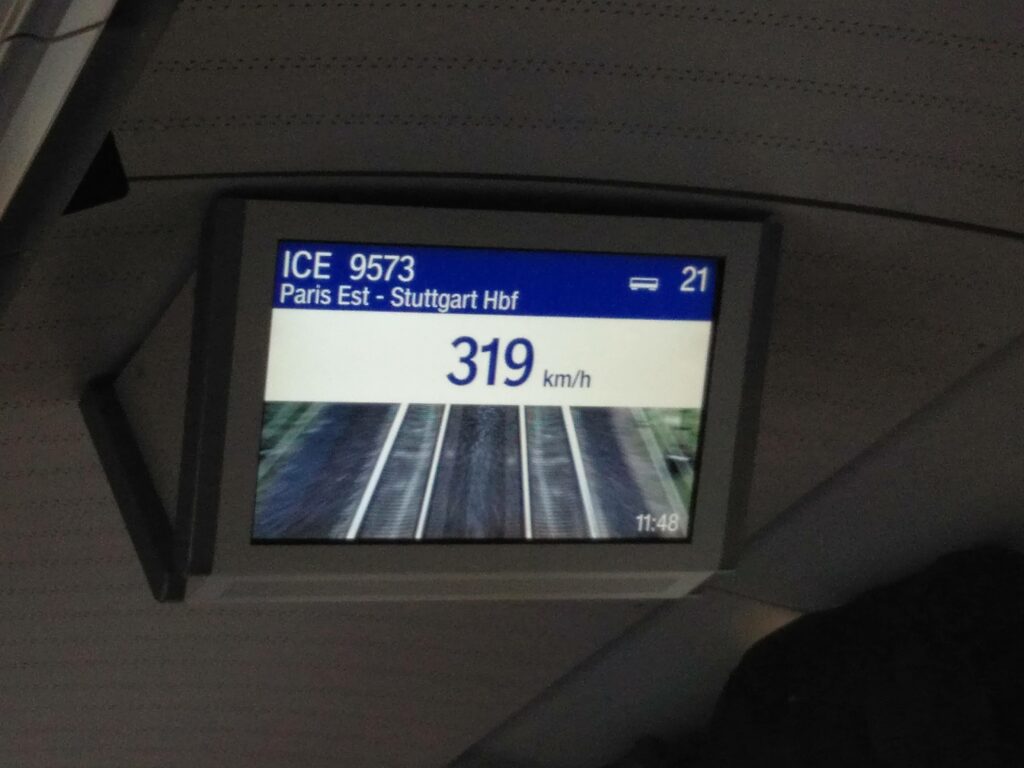 ICE 9573
21
Paris Est - Stuttgart Hbf
319 km/h
11:48